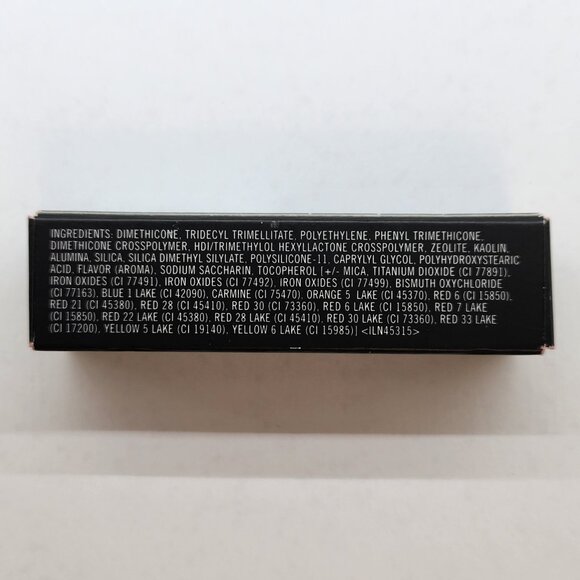 INGREDIENTS: DIMETHICONE, TRIDECYL TRIMELLITATE, POLYETHYLENE, PHENYL TRIMETHICONE,
DIMETHICONE CROSSPOLYMER, HDI/TRIMETHYLOL HEXYLLACTONE CROSSPOLYMER, ZEOLITE, KAOLIN,
ALUMINA, SILICA, SILICA DIMETHYL SILYLATE, POLYSILICONE-11, CAPRYLYL GLYCOL, POLYHYDROXYSTEARIC
ACID, FLAVOR (AROMA), SODIUM SACCHARIN, TOCOPHEROL [+/- MICA, TITANIUM DIOXIDE (CI 77891),
IRON OXIDES (CI 77491), IRON OXIDES (CI 77492), IRON OXIDES (CI 77499), BISMUTH OXYCHLORIDE
(CI 77163), BLUE 1 LAKE (CI 42090), CARMINE (CI 75470), ORANGE 5 LAKE (CI 45370), RED 6 (CI 15850),
RED 21 (CI 45380), RED 28 (CI 45410), RED 30 (CI 73360), RED 6 LAKE (CI 15850), RED 7 LAKE
(CI 15850), RED 22 LAKE (CI 45380), RED 28 LAKE (CI 45410), RED 30 LAKE (CI 73360), RED 33 LAKE
(CI 17200), YELLOW 5 LAKE (CI 19140), YELLOW 6 LAKE (CI 15985)] <ILN45315>